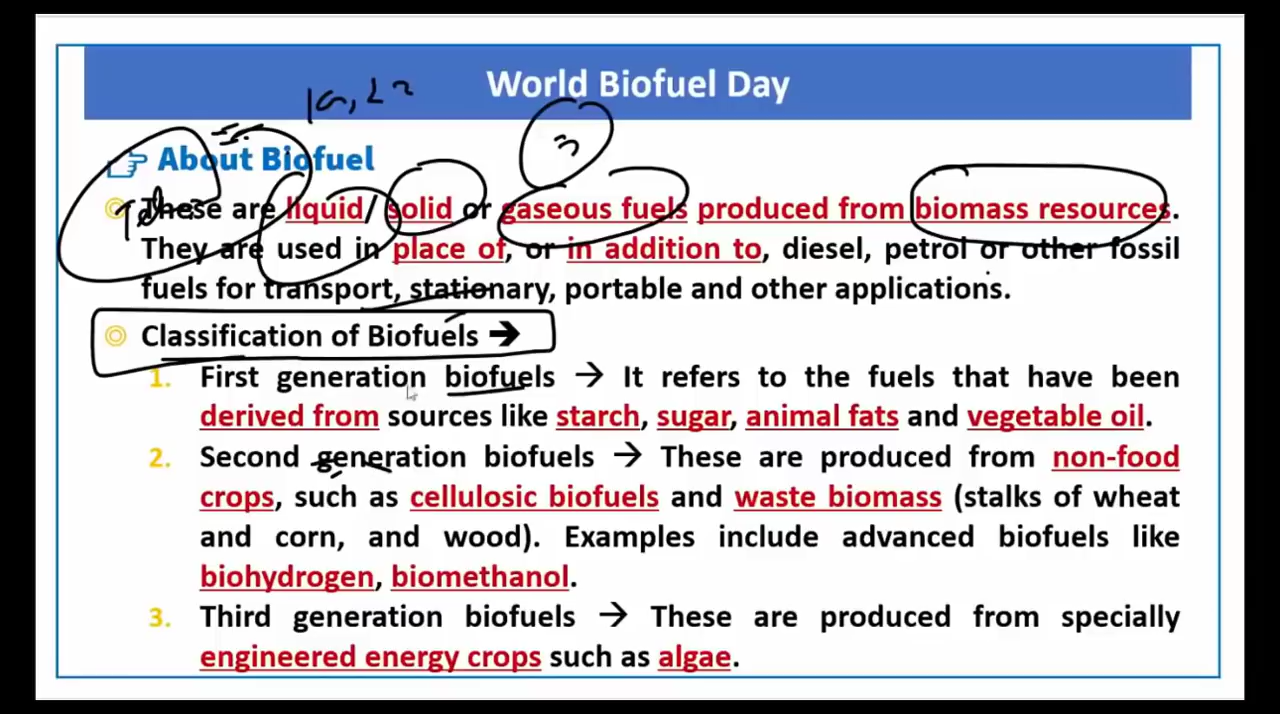 World Biofuel Day
About Biofuel
These are liquid/ solid or gaseous fuels produced from biomass resources.
They are used in place of, or in addition to, diesel, petrol or other fossil
fuels for transport, stationary, portable and other applications.
Classification of Biofuels →
1. First generation biofuels → It refers to the fuels that have been
derived from sources like starch, sugar, animal fats and vegetable oil.
2. Second generation biofuels → These are produced from non-food
crops, such as cellulosic biofuels and waste biomass (stalks of wheat
and corn, and wood). Examples include advanced biofuels like
biohydrogen, biomethanol.
3. Third generation biofuels → These are produced from specially
engineered energy crops such as algae.